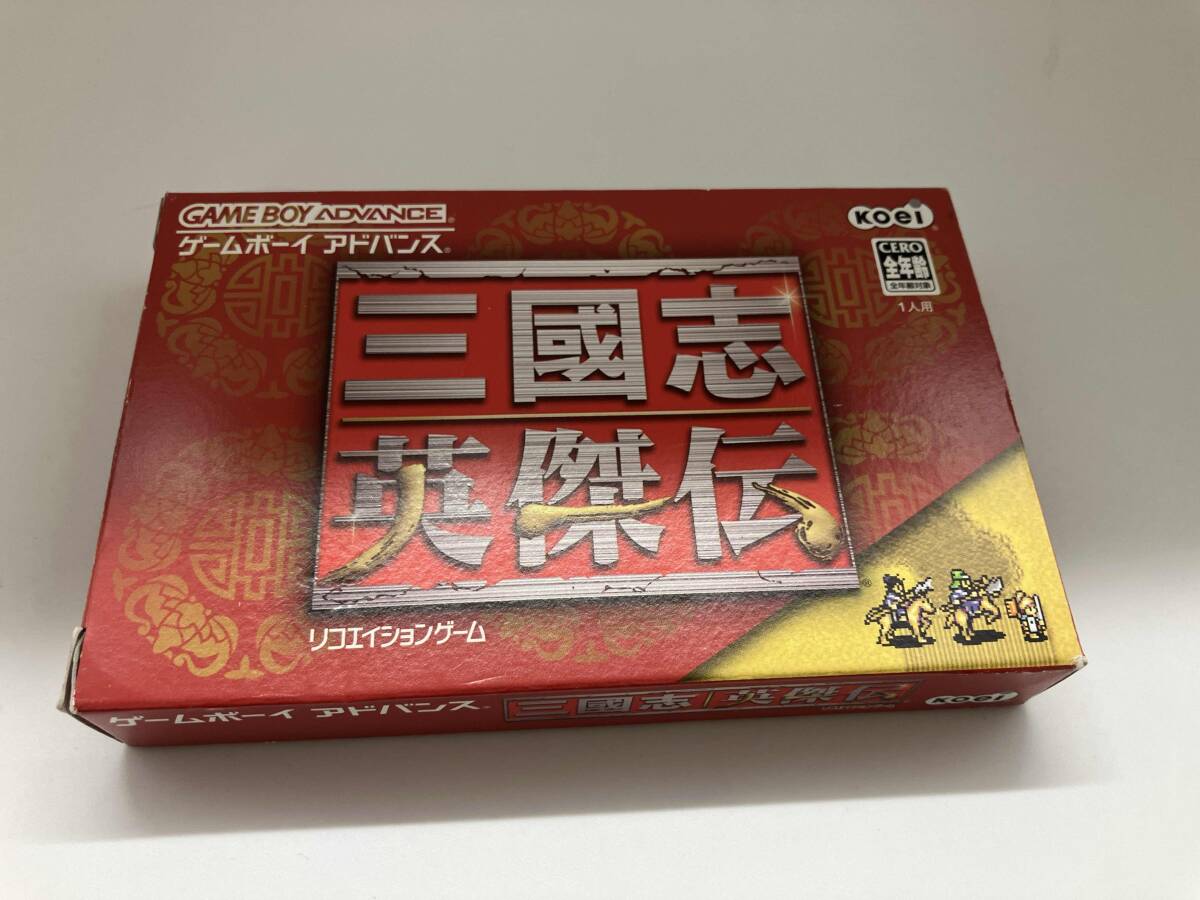 GAME BOY ADVANCE
ゲームボーイ アドバンス
KOEI
CERO
全年齢
全年齢対象
1人用
三國志
英傑伝
®
リコエイションゲーム
ゲームボーイ アドバンス
三國志 英傑伝
KOEI